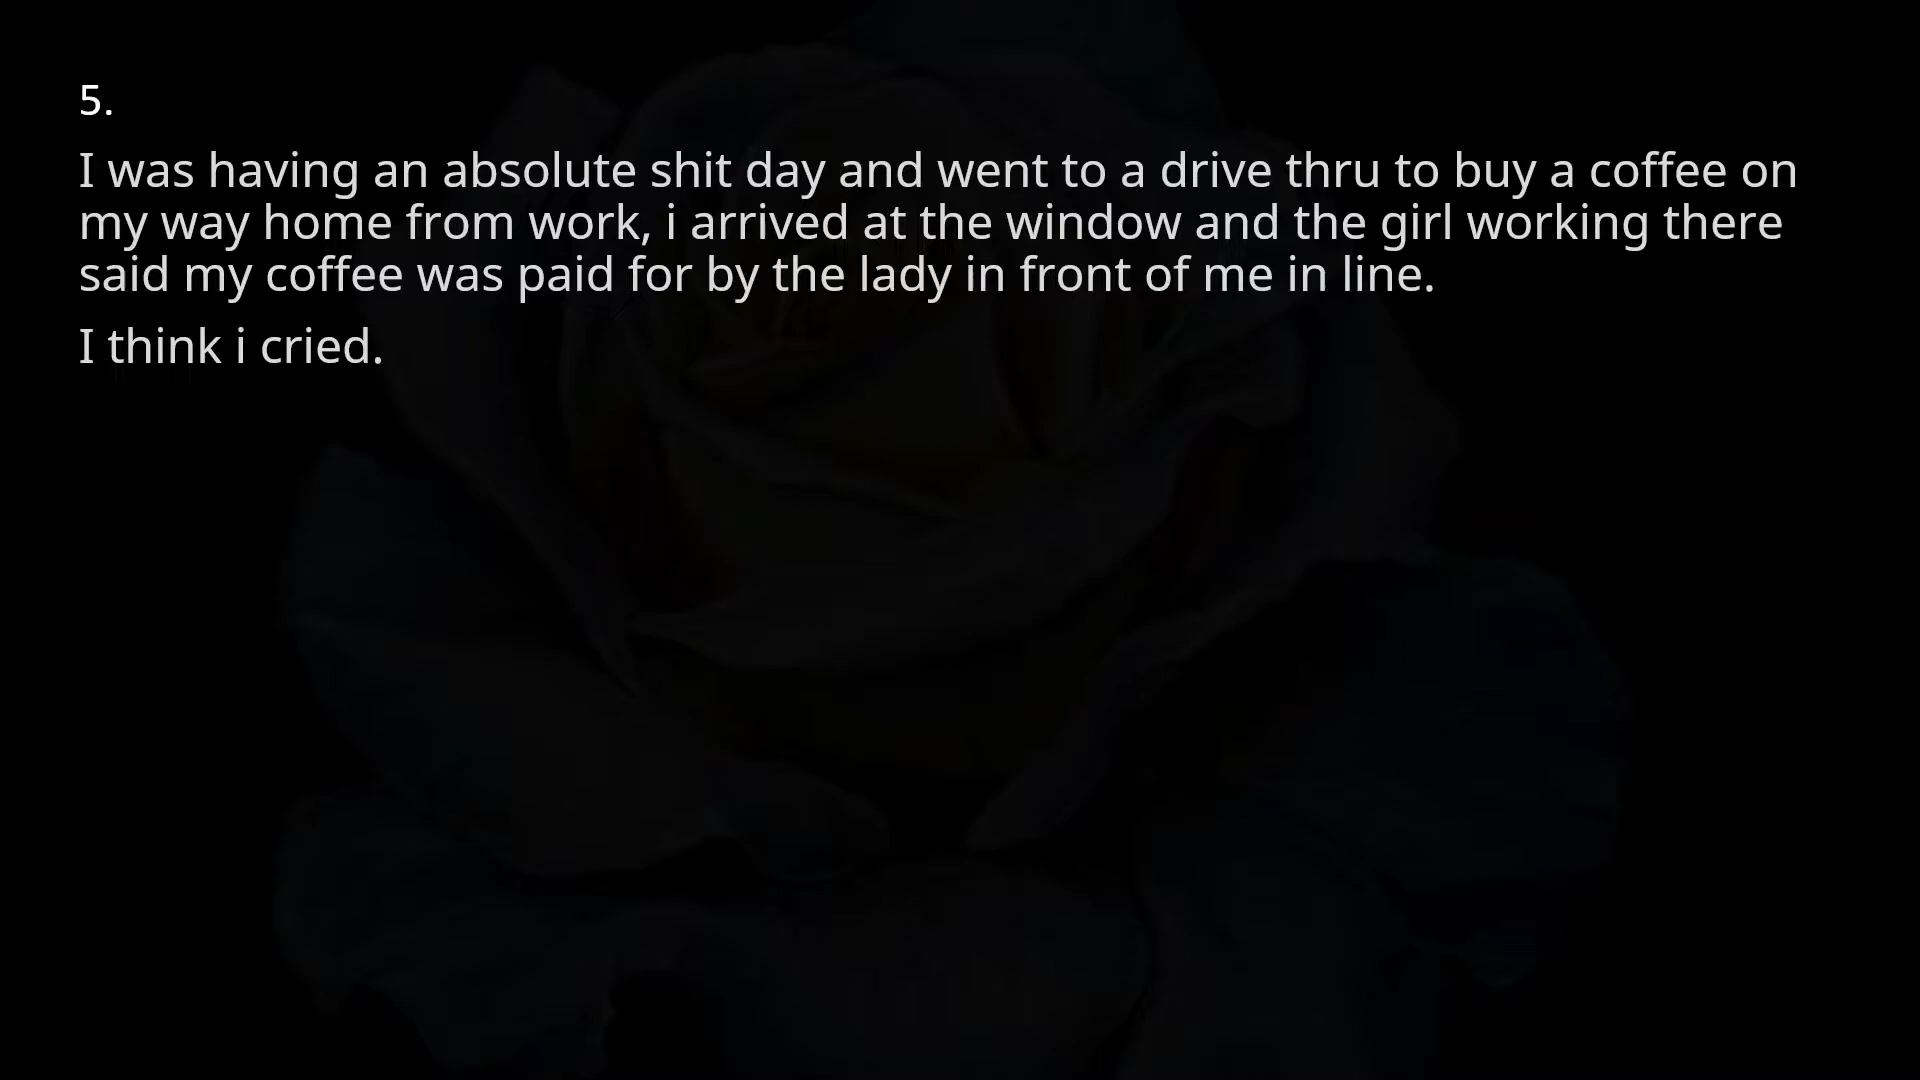 5.
I was having an absolute shit day and went to a drive thru to buy a coffee on
my way home from work, i arrived at the window and the girl working there
said my coffee was paid for by the lady in front of me in line.
I think i cried.